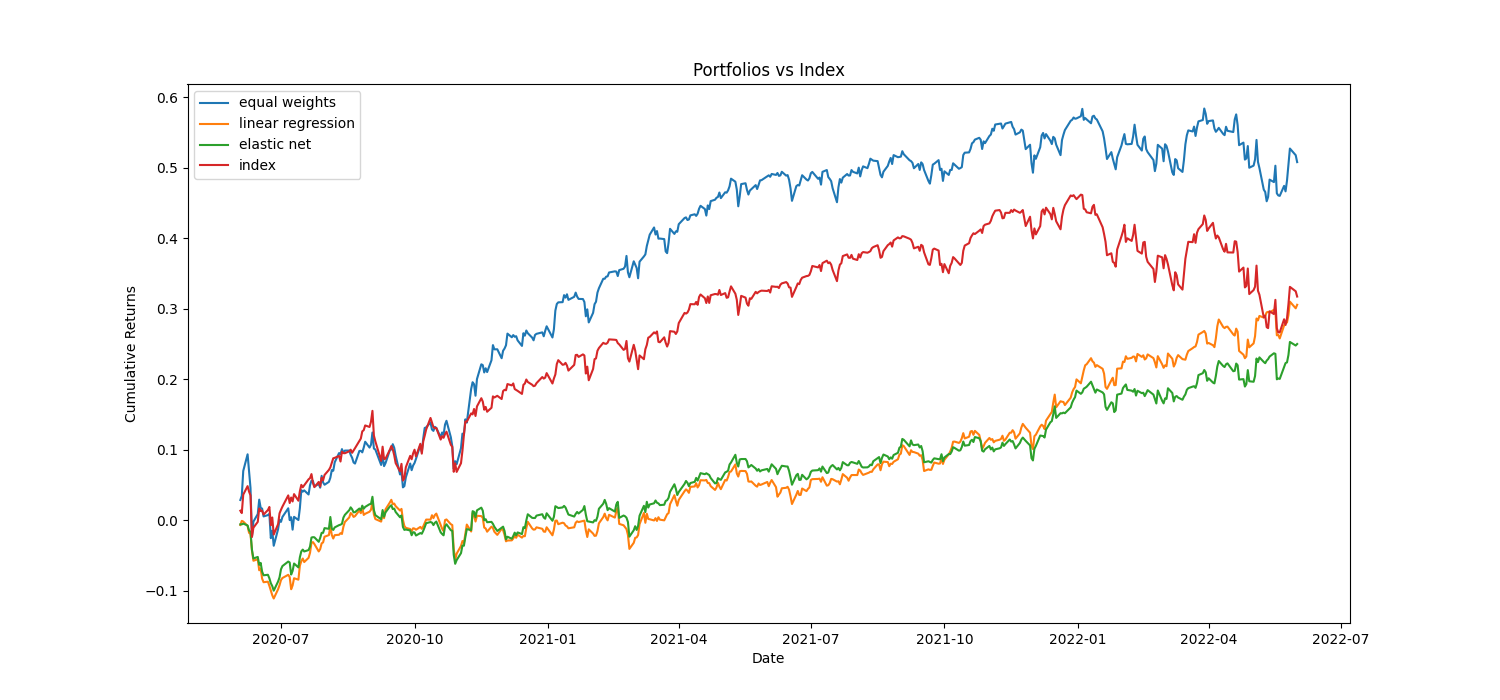 Portfolios vs Index
equal weights
linear regression
elastic net
index
Cumulative Returns
0.6
0.5
0.4
0.3
0.2
0.1
0.0
−0.1
2020-07
2020-10
2021-01
2021-04
2021-07
2021-10
2022-01
2022-04
2022-07
Date